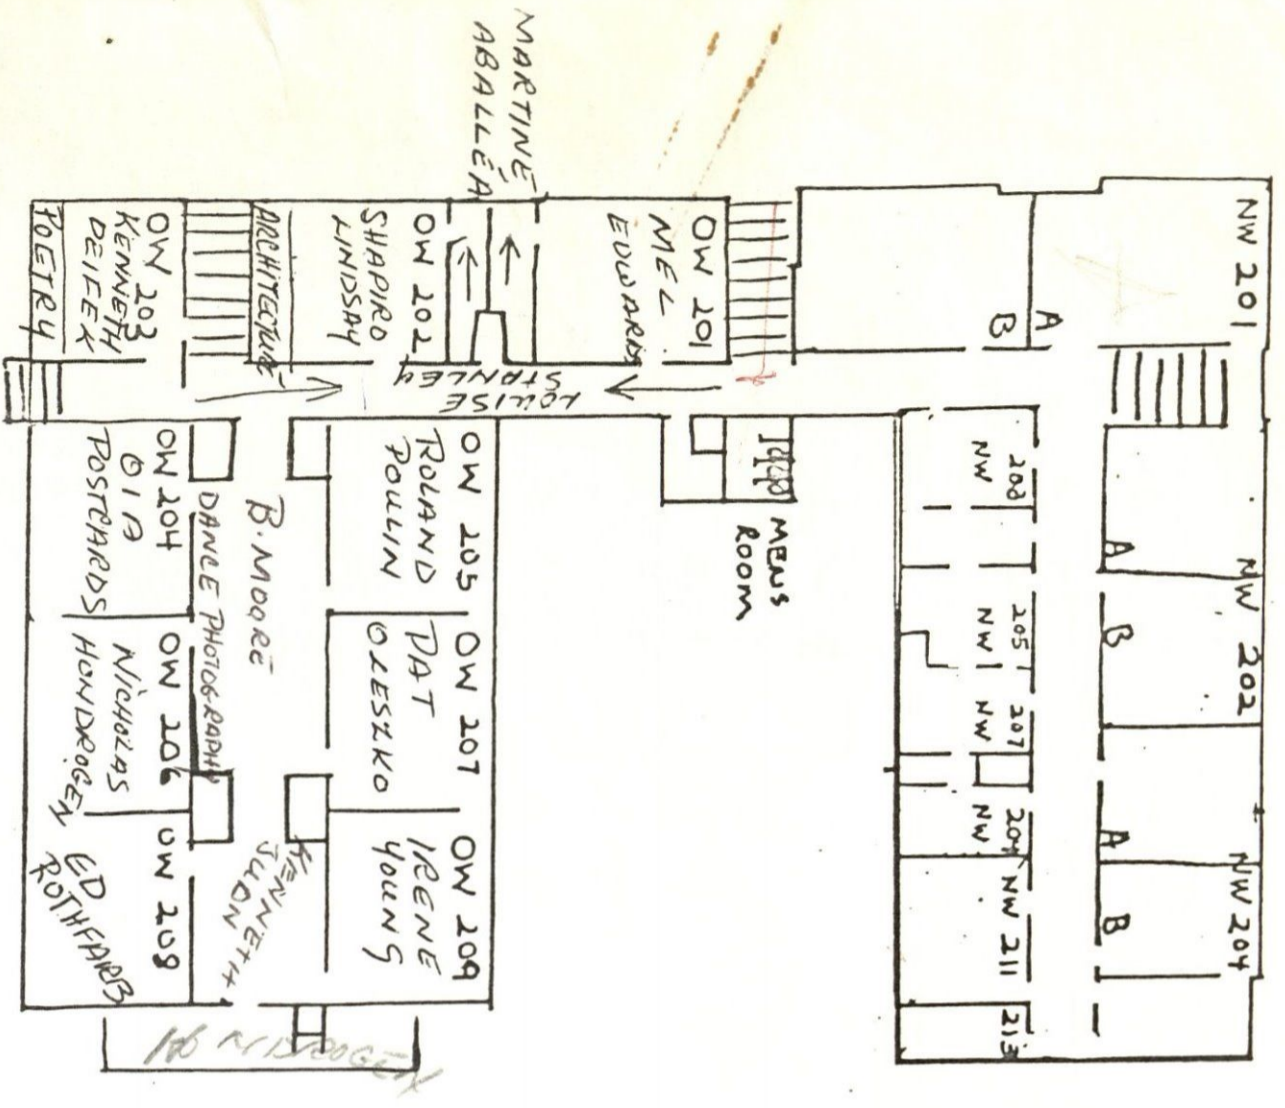 MARTINE
ABALLÉA
OW 203
KENNETH
DEIFEK
POETRY
ARCHITECTURE
OW 202
SHAPIRO
LINDSAY
OW 201
MEL
EDWARDS
LOUISE
STANLEY
NW 201
A
B
OW 204
OIA
POSTCARDS
B. MOORE
DANCE PHOTOGRAPHY
OW 205
ROLAND
POULIN
MENS
ROOM
OW 206
NICHOLAS
HONDROGEN
OW 207
PAT
OLESZKO
OW 208
ED
ROTHFARB
KENNETH
JUDN
OW 209
IRENE
YOUNG
203
NW
205
NW
207
NW
209
NW
NW 211
213
NW 202
A
B
NW 204
A
B